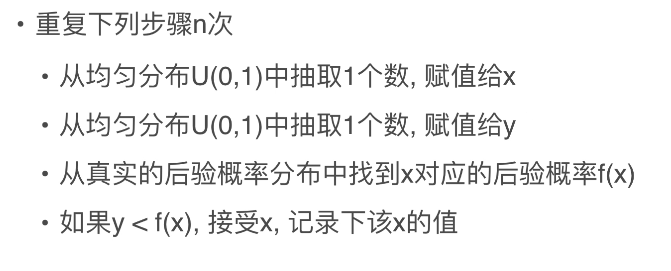 • 重复下列步骤n次
• 从均匀分布U(0,1)中抽取1个数, 赋值给x
• 从均匀分布U(0,1)中抽取1个数, 赋值给y
• 从真实的后验概率分布中找到x对应的后验概率f(x)
• 如果y < f(x), 接受x, 记录下该x的值